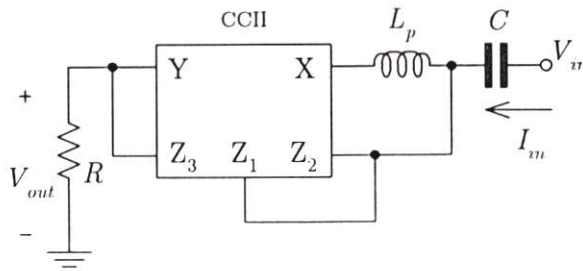 CCII
L_p
C
V_in
Y
X
+
Z_3
Z_1
Z_2
I_in
V_out
R
–